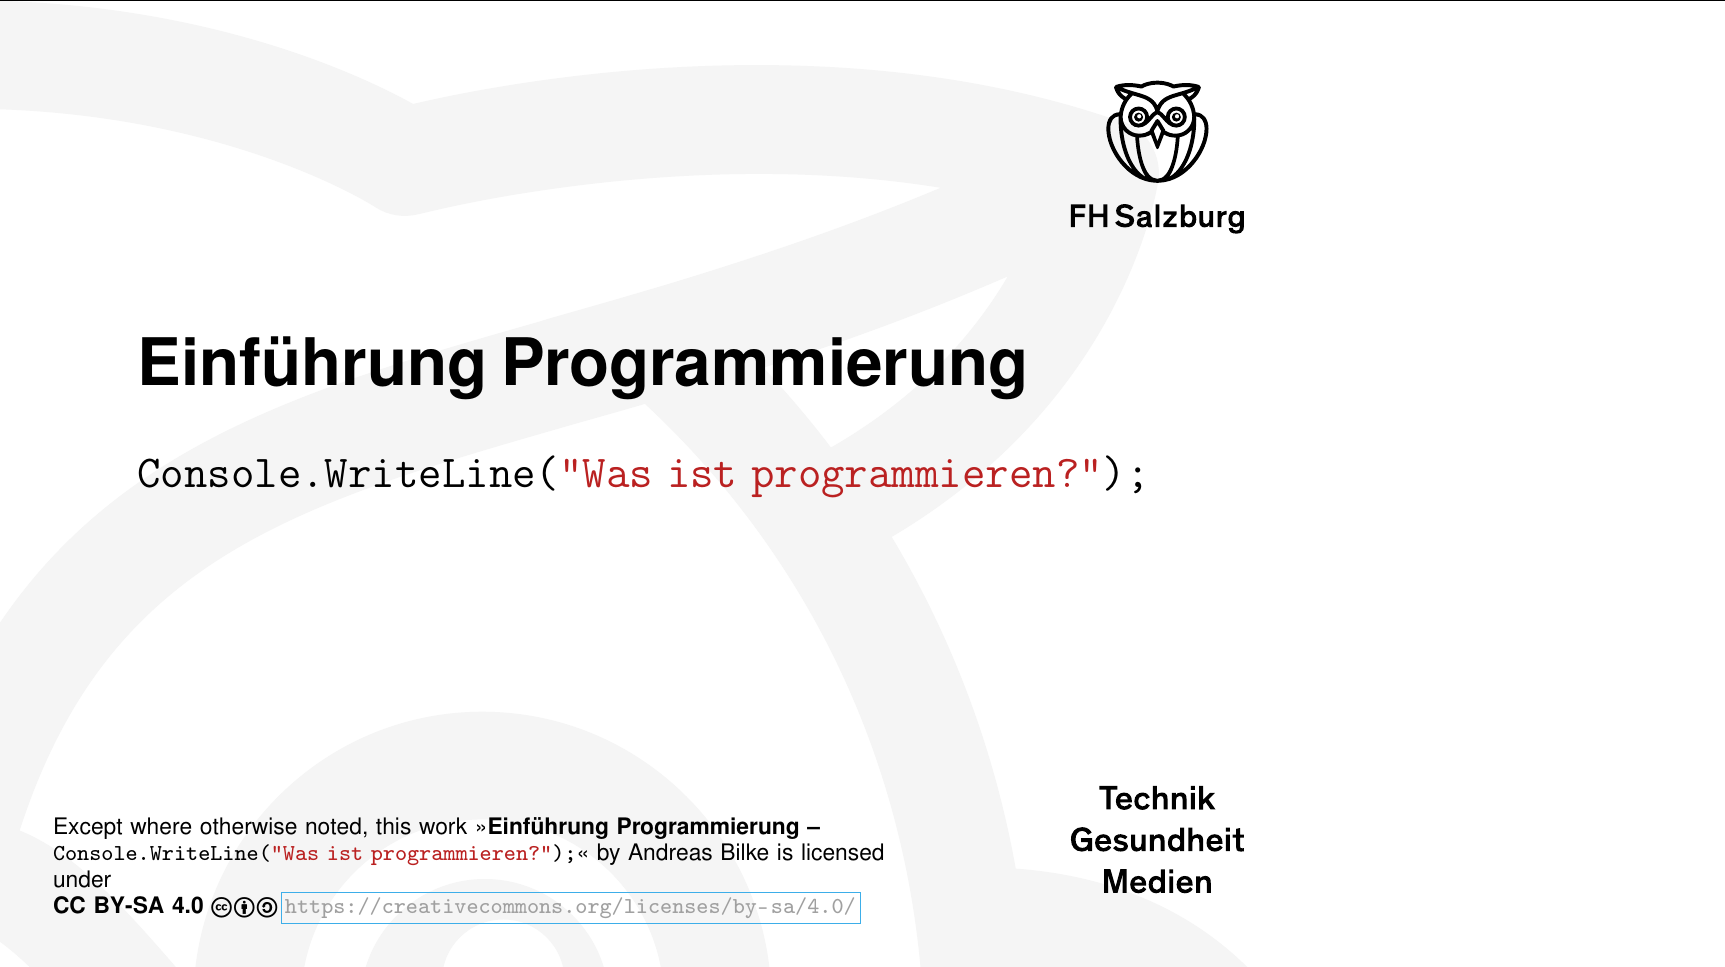 FH Salzburg
Einführung Programmierung
Console.WriteLine("Was ist programmieren?");
Except where otherwise noted, this work »Einführung Programmierung –
Console.WriteLine("Was ist programmieren?");« by Andreas Bilke is licensed
under
CC BY-SA 4.0 https://creativecommons.org/licenses/by-sa/4.0/
Technik
Gesundheit
Medien